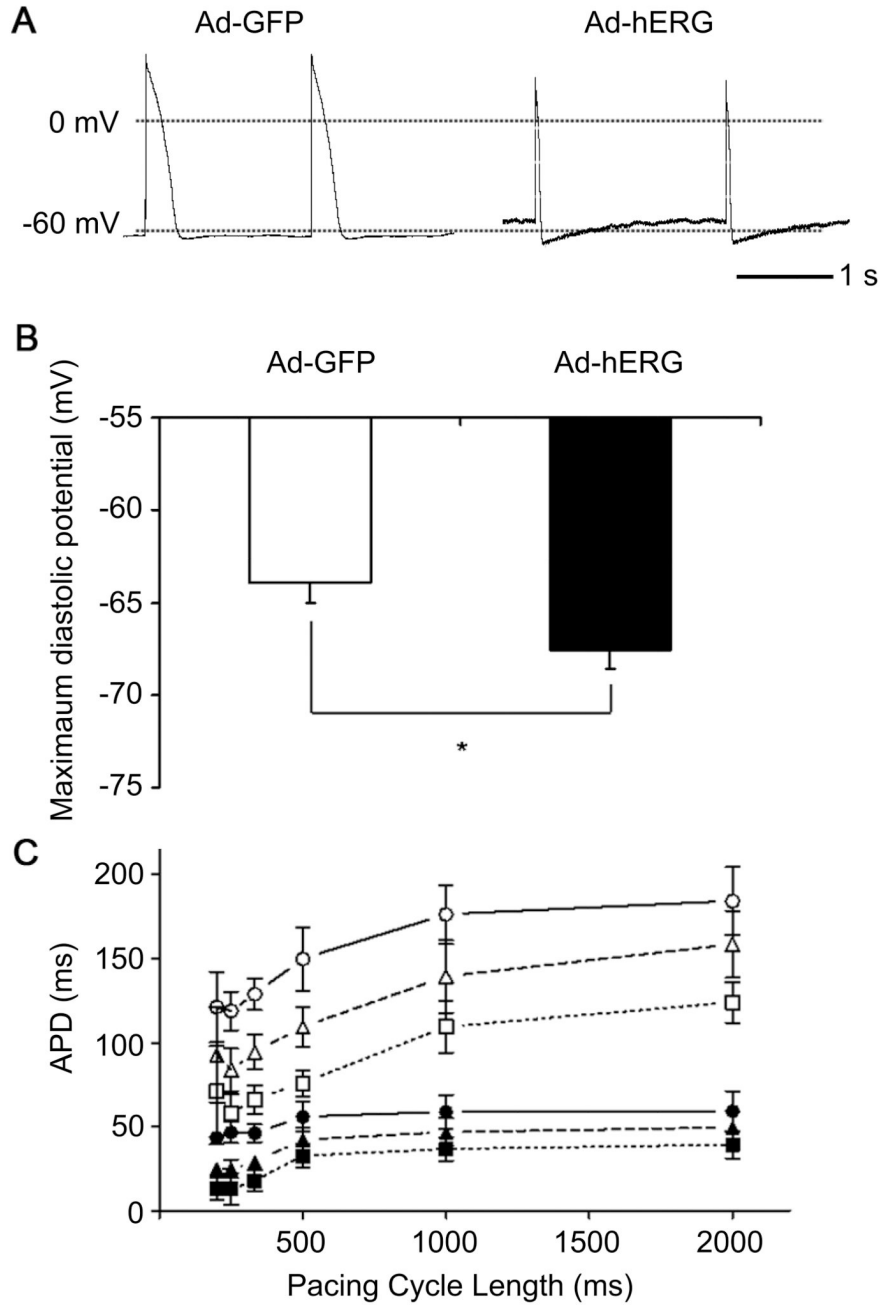 A
Ad-GFP
Ad-hERG
0 mV
-60 mV
1 s
B
Ad-GFP
Ad-hERG
Maximaum diastolic potential (mV)
-55
-60
-65
-70
-75
*
C
APD (ms)
200
150
100
50
0
500
1000
1500
2000
Pacing Cycle Length (ms)